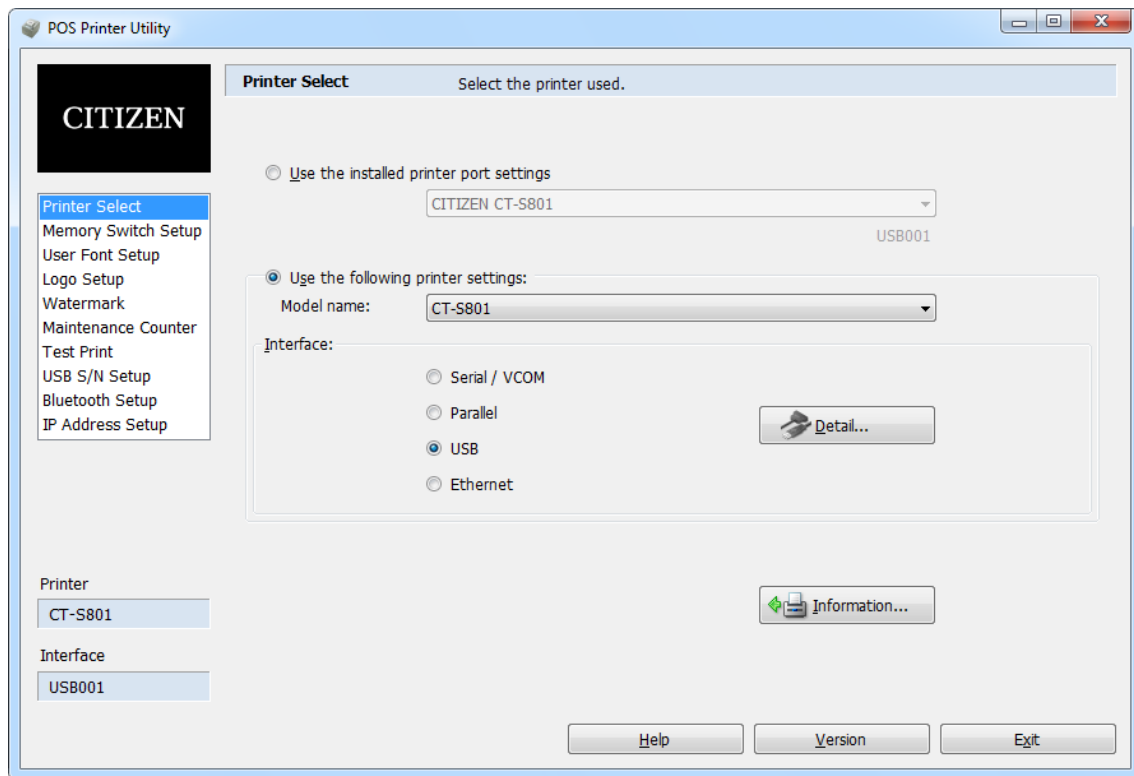 POS Printer Utility
CITIZEN
Printer Select
Memory Switch Setup
User Font Setup
Logo Setup
Watermark
Maintenance Counter
Test Print
USB S/N Setup
Bluetooth Setup
IP Address Setup
Printer
CT-S801
Interface
USB001
Printer Select Select the printer used.
Use the installed printer port settings
CITIZEN CT-S801
USB001
Use the following printer settings:
Model name: CT-S801
Interface:
Serial / VCOM
Parallel
USB
Ethernet
Detail...
Information...
Help Version Exit